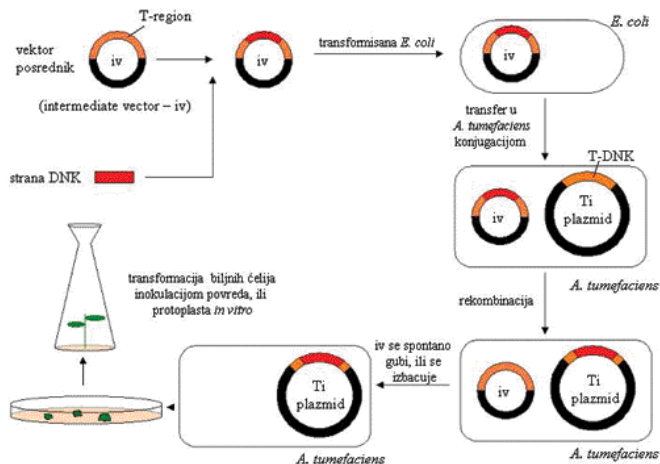 T-region
vektor
posrednik
iv
(intermediate vector – iv)
strana DNK
iv
transformisana E. coli
E. coli
iv
transfer u
A. tumefaciens
konjugacijom
T-DNK
iv
Ti
plazmid
A. tumefaciens
rekombinacija
iv
Ti
plazmid
A. tumefaciens
iv se spontano
gubi, ili se
izbacuje
Ti
plazmid
A. tumefaciens
transformacija biljnih ćelija
inokulacijom povreda, ili
protoplasta in vitro